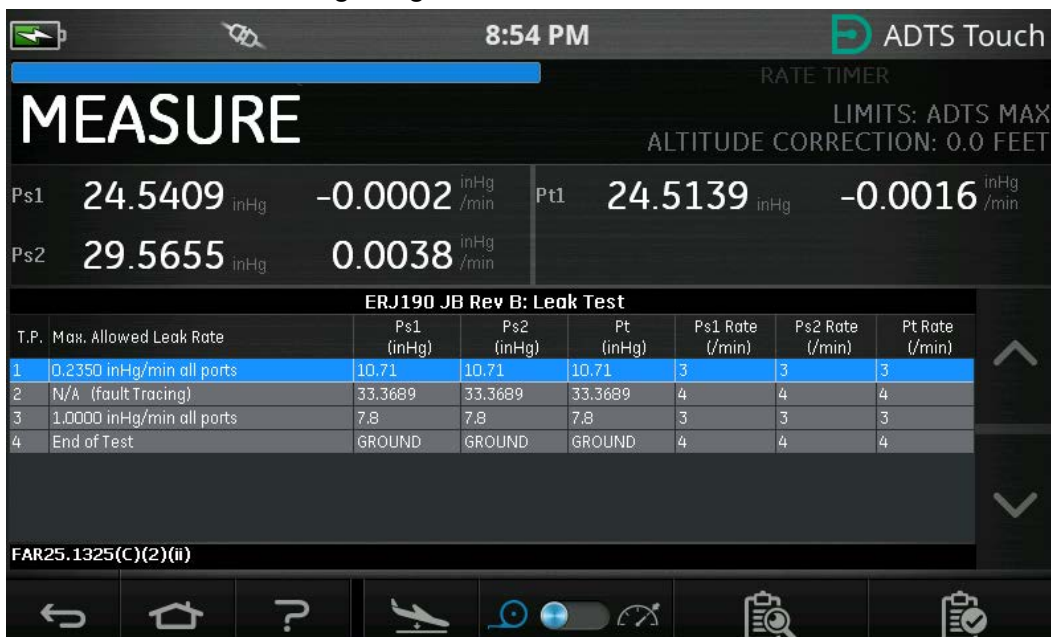 8:54 PM ADTS Touch
RATE TIMER
MEASURE
LIMITS: ADTS MAX
ALTITUDE CORRECTION: 0.0 FEET
Ps1 24.5409 inHg -0.0002 inHg/min Pt1 24.5139 inHg -0.0016 inHg/min
Ps2 29.5655 inHg 0.0038 inHg/min
ERJ190 JB Rev B: Leak Test
T.P. Max. Allowed Leak Rate Ps1 (inHg) Ps2 (inHg) Pt (inHg) Ps1 Rate (/min) Ps2 Rate (/min) Pt Rate (/min)
1 0.2350 inHg/min all ports 10.71 10.71 10.71 3 3 3
2 N/A (fault Tracing) 33.3689 33.3689 33.3689 4 4 4
3 1.0000 inHg/min all ports 7.8 7.8 7.8 3 3 3
4 End of Test GROUND GROUND GROUND 4 4 4
FAR25.1325(C)(2)(ii)
?